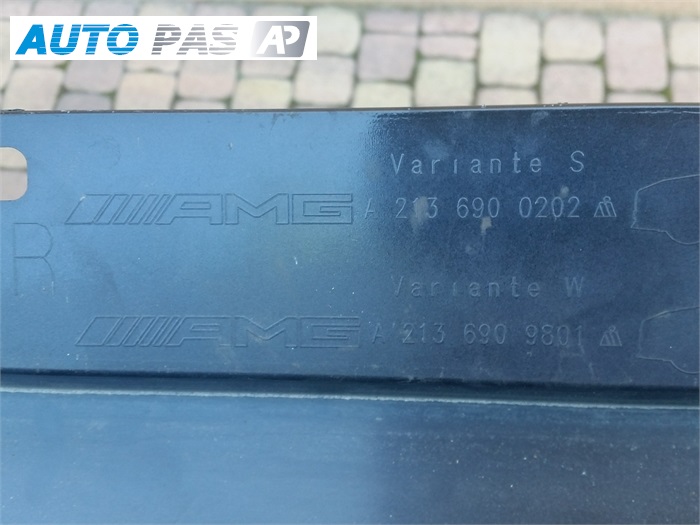 AUTO PAS AP
Variante S
AMG A 213 690 0202
R
Variante W
AMG A 213 690 9801